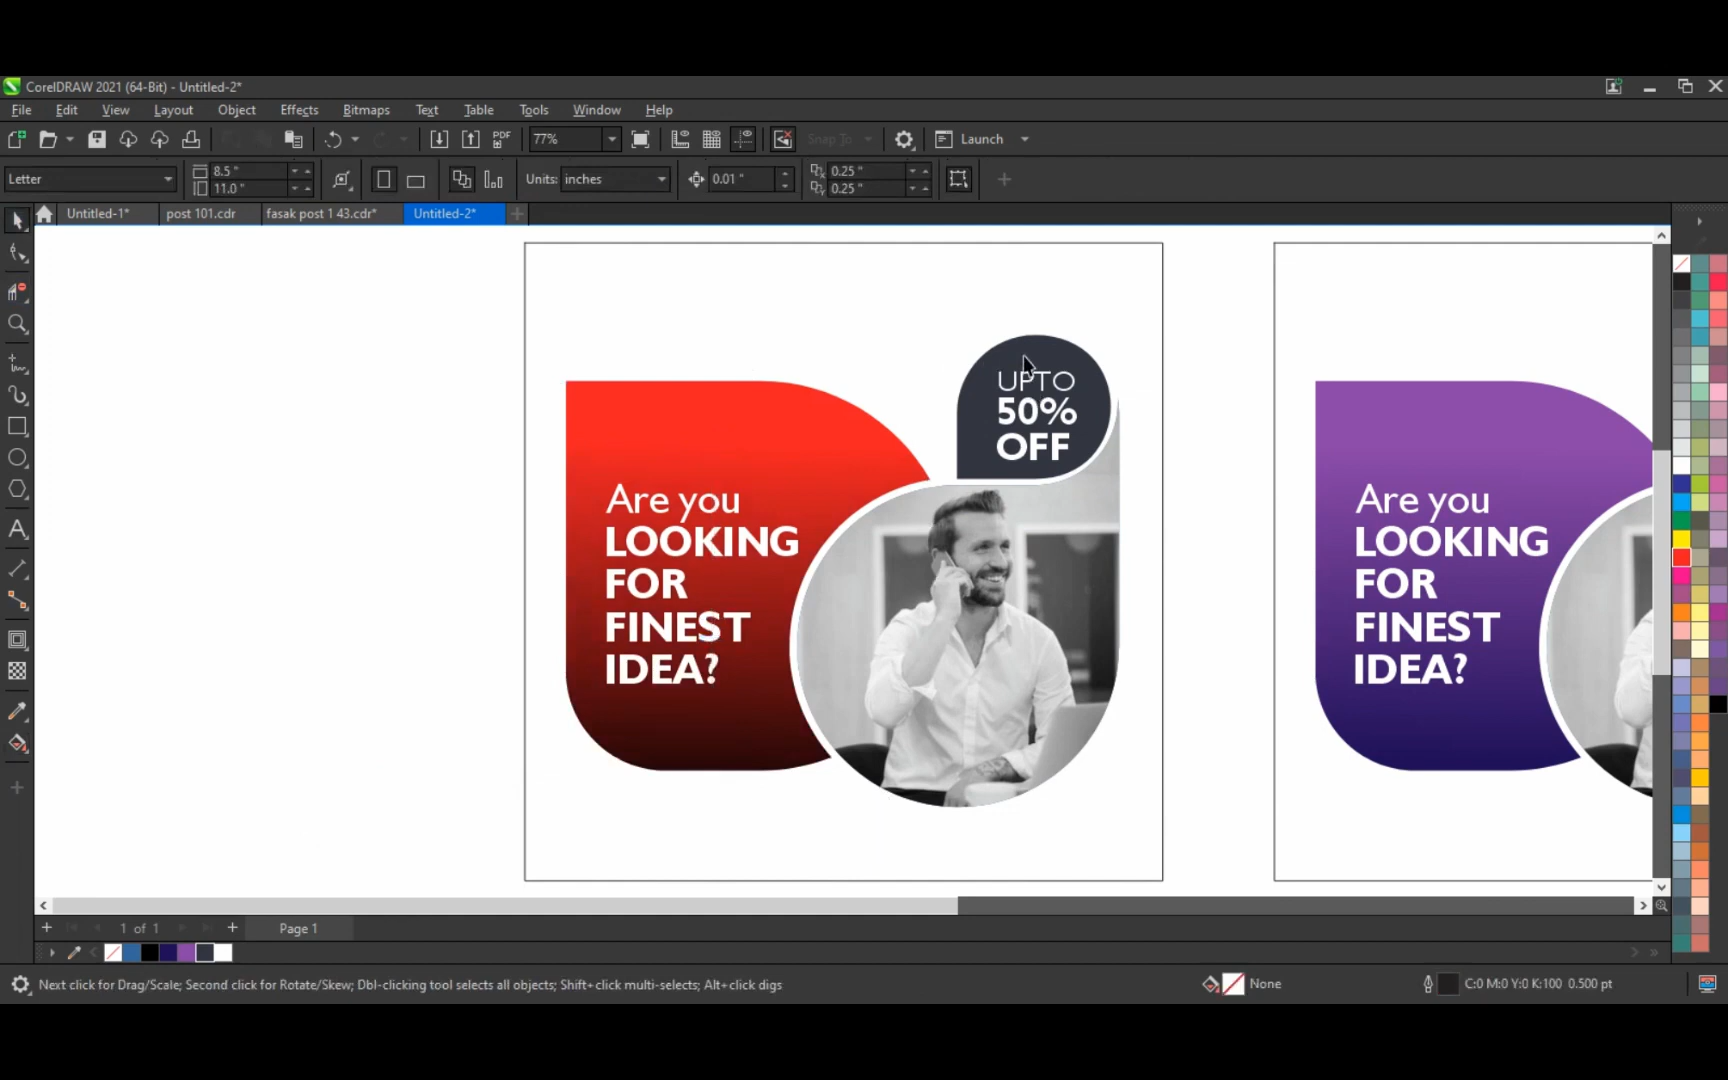 CorelDRAW 2021 (64-Bit) - Untitled-2*
File Edit View Layout Object Effects Bitmaps Text Table Tools Window Help
PDF 77% Snap To Launch
Letter 8.5 " 11.0 " Units: inches 0.01 " 0.25 " 0.25 "
Untitled-1* post 101.cdr fasak post 1 43.cdr* Untitled-2*
UPTO
50%
OFF
Are you
LOOKING
FOR
FINEST
IDEA?
Are you
LOOKING
FOR
FINEST
IDEA?
1 of 1 Page 1
Next click for Drag/Scale; Second click for Rotate/Skew; Dbl-clicking tool selects all objects; Shift+click multi-selects; Alt+click digs None C:0 M:0 Y:0 K:100 0.500 pt